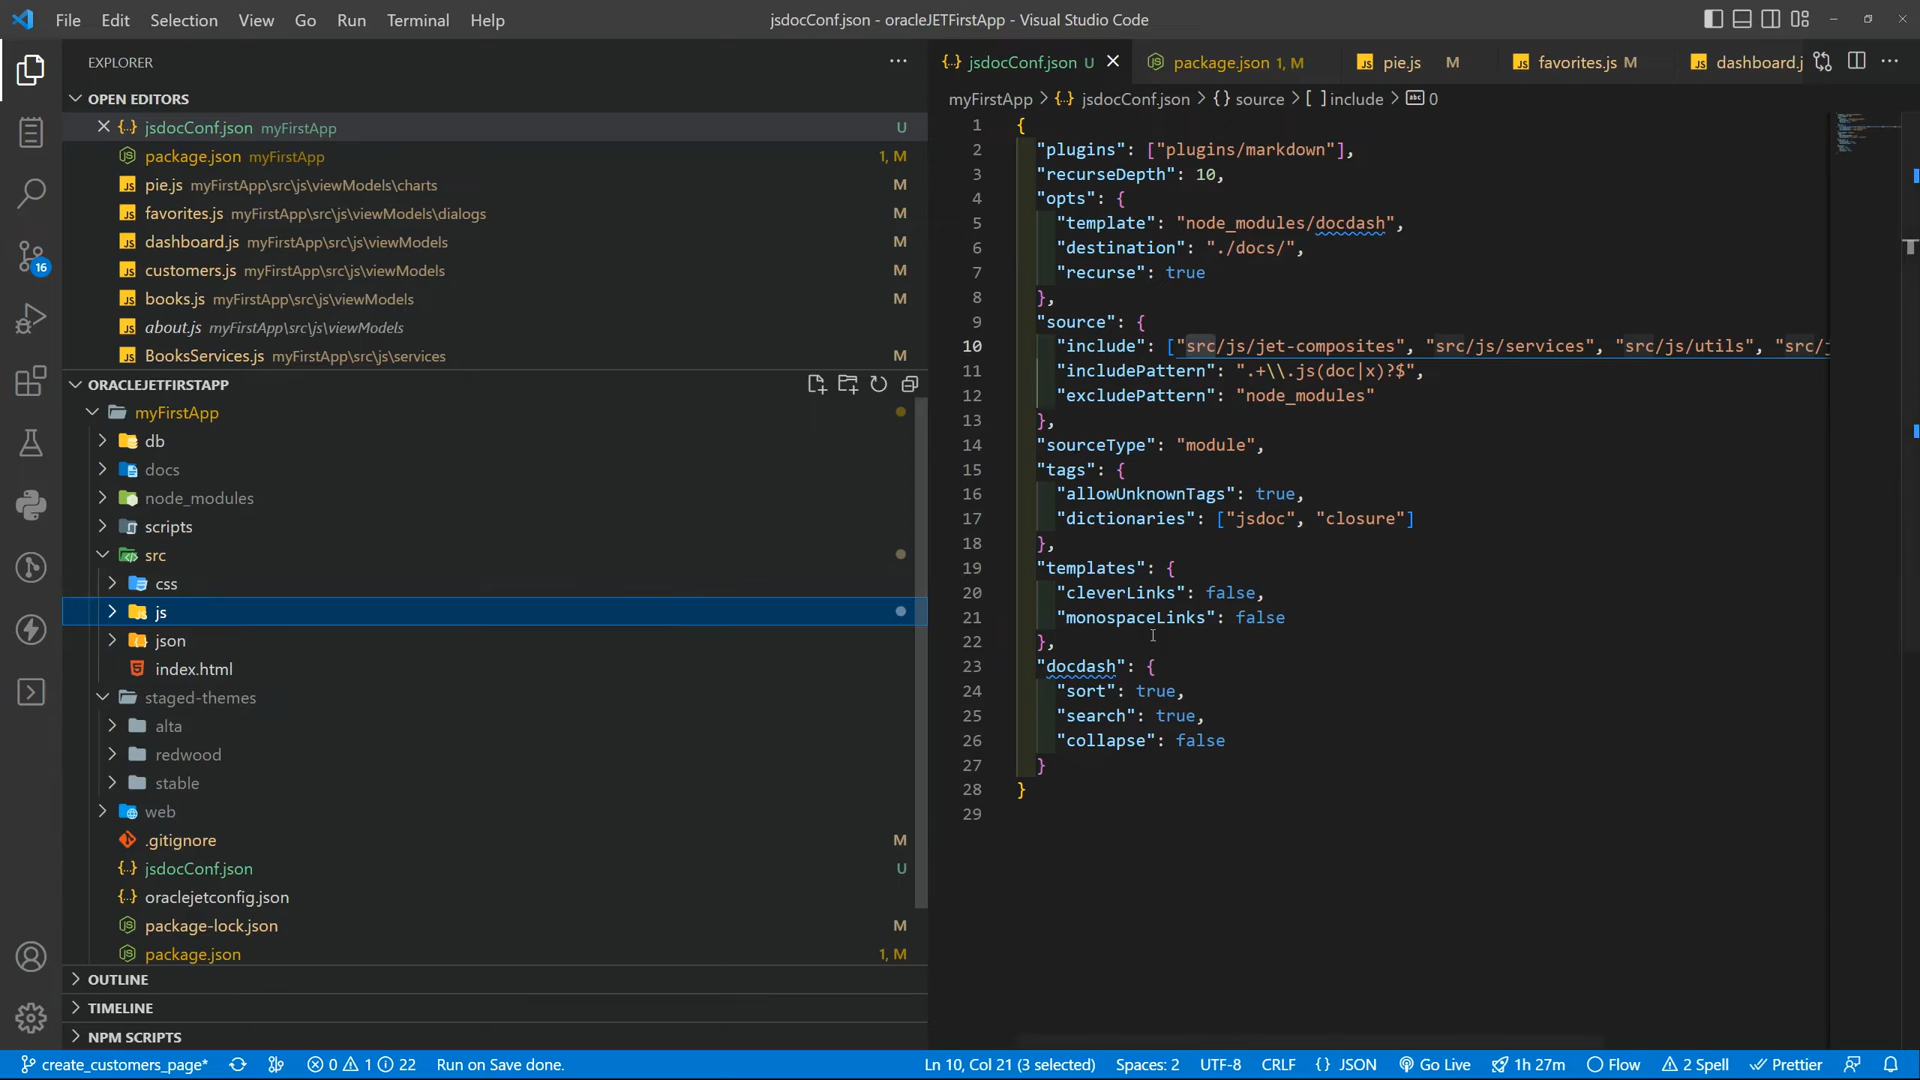 File Edit Selection View Go Run Terminal Help
jsdocConf.json - oracleJETFirstApp - Visual Studio Code
EXPLORER
OPEN EDITORS
jsdocConf.json myFirstApp U
package.json myFirstApp 1, M
pie.js myFirstApp\src\js\viewModels\charts M
favorites.js myFirstApp\src\js\viewModels\dialogs M
dashboard.js myFirstApp\src\js\viewModels M
customers.js myFirstApp\src\js\viewModels M
books.js myFirstApp\src\js\viewModels M
about.js myFirstApp\src\js\viewModels
BooksServices.js myFirstApp\src\js\services M
ORACLEJETFIRSTAPP
myFirstApp
db
docs
node_modules
scripts
src
css
js
json
index.html
staged-themes
alta
redwood
stable
web
.gitignore M
jsdocConf.json U
oraclejetconfig.json
package-lock.json M
package.json 1, M
OUTLINE
TIMELINE
NPM SCRIPTS
16
jsdocConf.json U package.json 1, M pie.js M favorites.js M dashboard.j
myFirstApp > {..} jsdocConf.json > {} source > [ ] include > abc 0
1 {
2 "plugins": ["plugins/markdown"],
3 "recurseDepth": 10,
4 "opts": {
5 "template": "node_modules/docdash",
6 "destination": "./docs/",
7 "recurse": true
8 },
9 "source": {
10 "include": ["src/js/jet-composites", "src/js/services", "src/js/utils", "src/j
11 "includePattern": ".+\\.js(doc|x)?$",
12 "excludePattern": "node_modules"
13 },
14 "sourceType": "module",
15 "tags": {
16 "allowUnknownTags": true,
17 "dictionaries": ["jsdoc", "closure"]
18 },
19 "templates": {
20 "cleverLinks": false,
21 "monospaceLinks": false
22 },
23 "docdash": {
24 "sort": true,
25 "search": true,
26 "collapse": false
27 }
28 }
29
create_customers_page* 0 1 22 Run on Save done. Ln 10, Col 21 (3 selected) Spaces: 2 UTF-8 CRLF {} JSON Go Live 1h 27m Flow 2 Spell Prettier